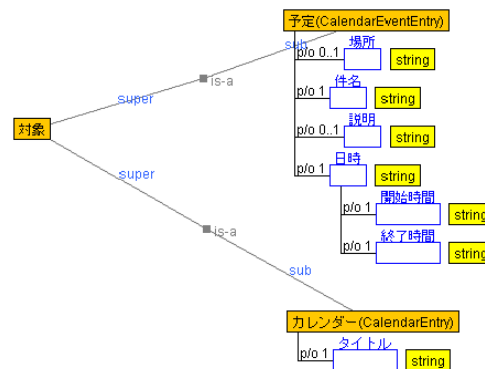 予定(CalendarEventEntry)
sub
場所
p/o 0..1
string
is-a
件名
p/o 1
string
super
対象
説明
p/o 0..1
string
日時
p/o 1
string
super
開始時間
p/o 1
string
is-a
終了時間
p/o 1
string
sub
カレンダー(CalendarEntry)
タイトル
p/o 1
string